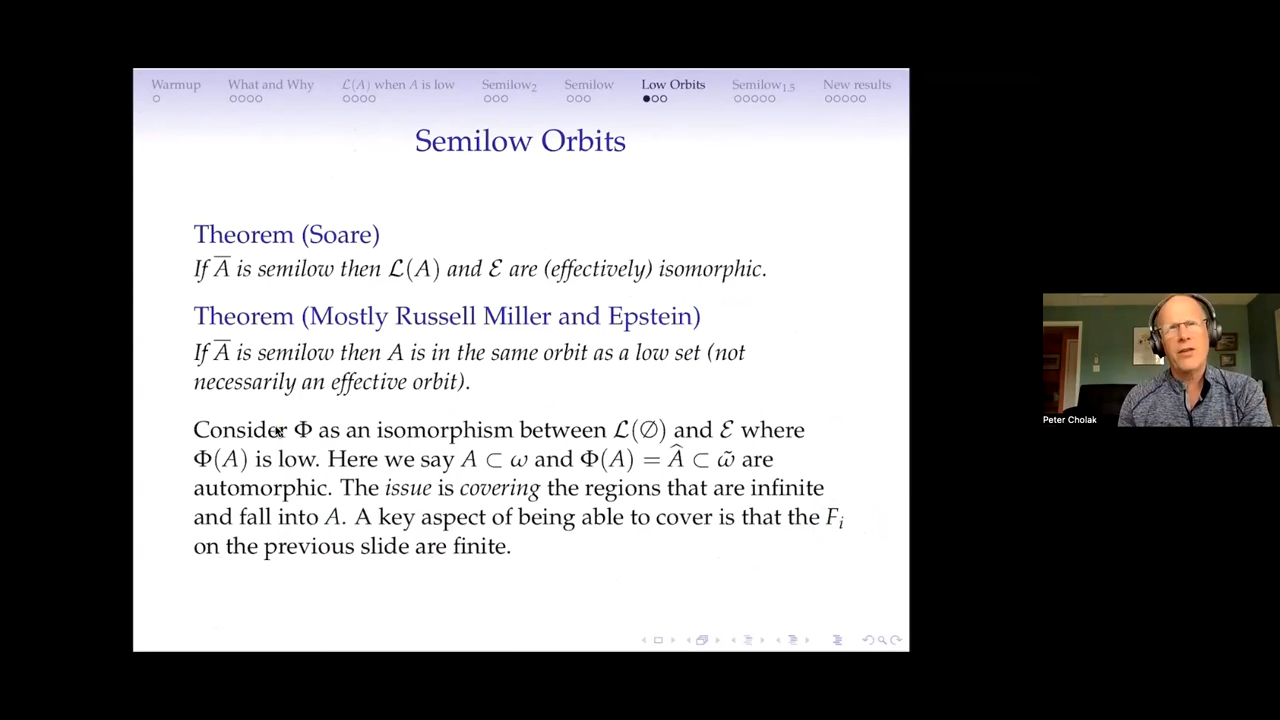 Warmup What and Why ℒ(A) when A is low Semilow₂ Semilow Low Orbits Semilow₁.₅ New results
Semilow Orbits
Theorem (Soare)
If A̅ is semilow then ℒ(A) and ℰ are (effectively) isomorphic.
Theorem (Mostly Russell Miller and Epstein)
If A̅ is semilow then A is in the same orbit as a low set (not
necessarily an effective orbit).
Consider Φ as an isomorphism between ℒ(∅) and ℰ where
Φ(A) is low. Here we say A ⊂ ω and Φ(A) = Â ⊂ ω̃ are
automorphic. The issue is covering the regions that are infinite
and fall into A. A key aspect of being able to cover is that the Fᵢ
on the previous slide are finite.
Peter Cholak